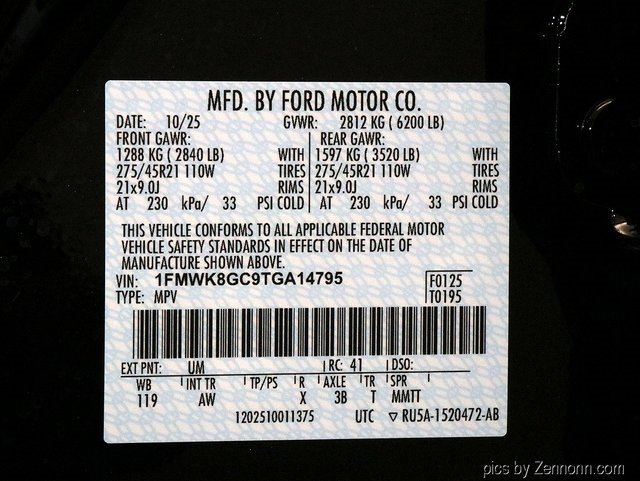 MFD. BY FORD MOTOR CO.
DATE: 10/25 GVWR: 2812 KG ( 6200 LB)
FRONT GAWR: REAR GAWR:
1288 KG ( 2840 LB) WITH 1597 KG ( 3520 LB) WITH
275/45R21 110W TIRES 275/45R21 110W TIRES
21x9.0J RIMS 21x9.0J RIMS
AT 230 kPa/ 33 PSI COLD AT 230 kPa/ 33 PSI COLD
THIS VEHICLE CONFORMS TO ALL APPLICABLE FEDERAL MOTOR
VEHICLE SAFETY STANDARDS IN EFFECT ON THE DATE OF
MANUFACTURE SHOWN ABOVE.
VIN: 1FMWK8GC9TGA14795 F0125
TYPE: MPV T0195
EXT PNT: UM RC: 41 DSO:
WB INT TR TP/PS R AXLE TR SPR
119 AW X 3B T MMTT
1202510011375 UTC ▽ RU5A-1520472-AB
pics by Zennonn.com